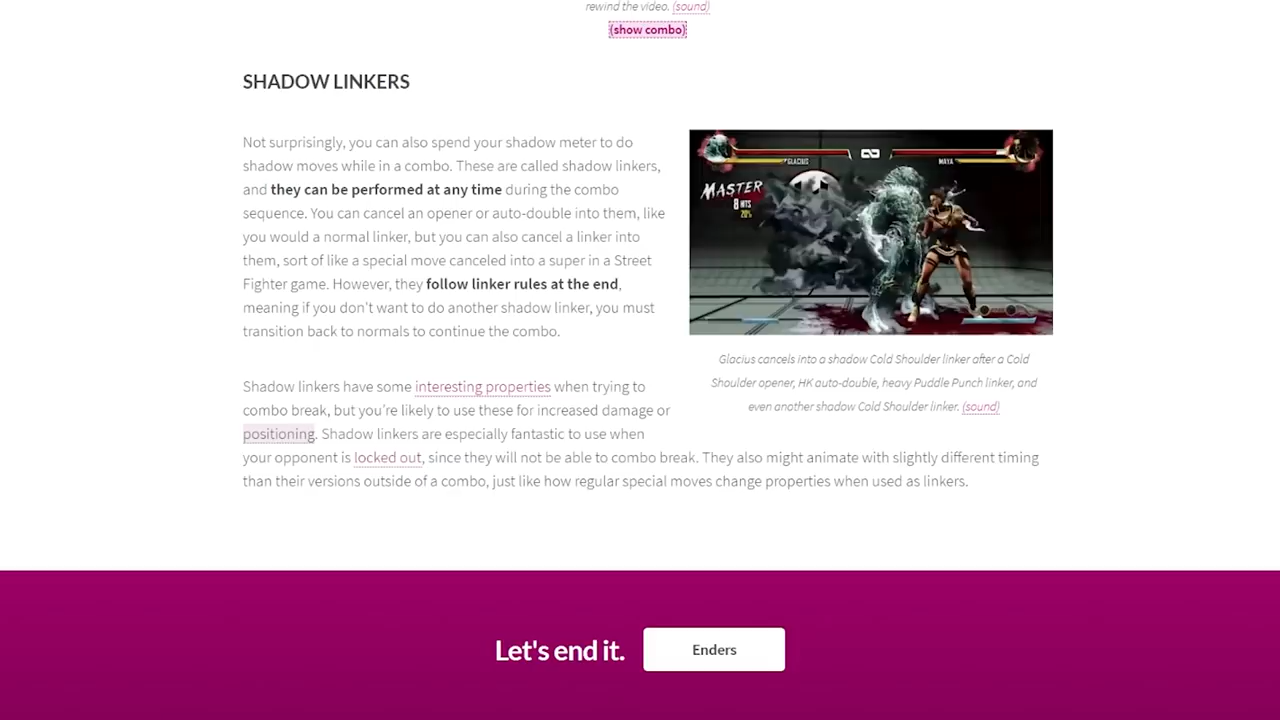 rewind the video. (sound)
(show combo)
SHADOW LINKERS
Not surprisingly, you can also spend your shadow meter to do
shadow moves while in a combo. These are called shadow linkers,
and they can be performed at any time during the combo
sequence. You can cancel an opener or auto-double into them, like
you would a normal linker, but you can also cancel a linker into
them, sort of like a special move canceled into a super in a Street
Fighter game. However, they follow linker rules at the end,
meaning if you don't want to do another shadow linker, you must
transition back to normals to continue the combo.
GLACIUS
MAYA
MASTER
8 HITS
20%
Glacius cancels into a shadow Cold Shoulder linker after a Cold
Shoulder opener, HK auto-double, heavy Puddle Punch linker, and
even another shadow Cold Shoulder linker. (sound)
Shadow linkers have some interesting properties when trying to
combo break, but you're likely to use these for increased damage or
positioning. Shadow linkers are especially fantastic to use when
your opponent is locked out, since they will not be able to combo break. They also might animate with slightly different timing
than their versions outside of a combo, just like how regular special moves change properties when used as linkers.
Let's end it.
Enders